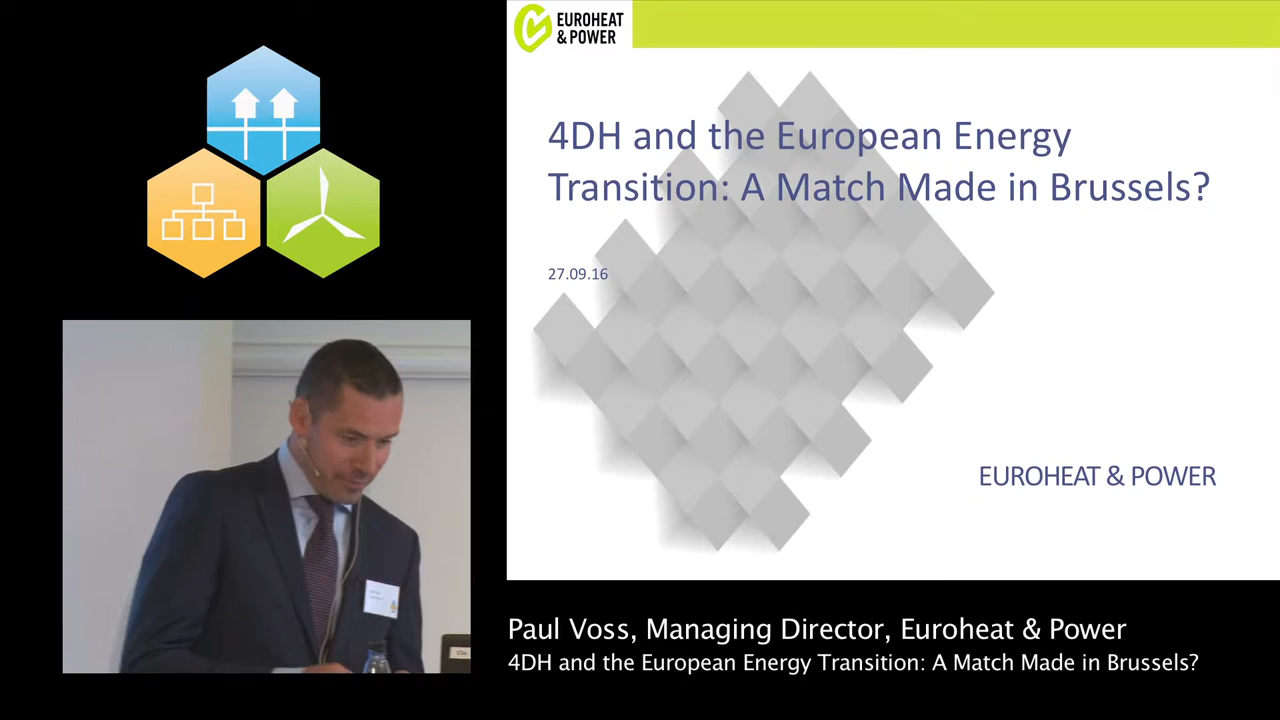 EUROHEAT
& POWER
4DH and the European Energy
Transition: A Match Made in Brussels?
27.09.16
EUROHEAT & POWER
Paul Voss, Managing Director, Euroheat & Power
4DH and the European Energy Transition: A Match Made in Brussels?